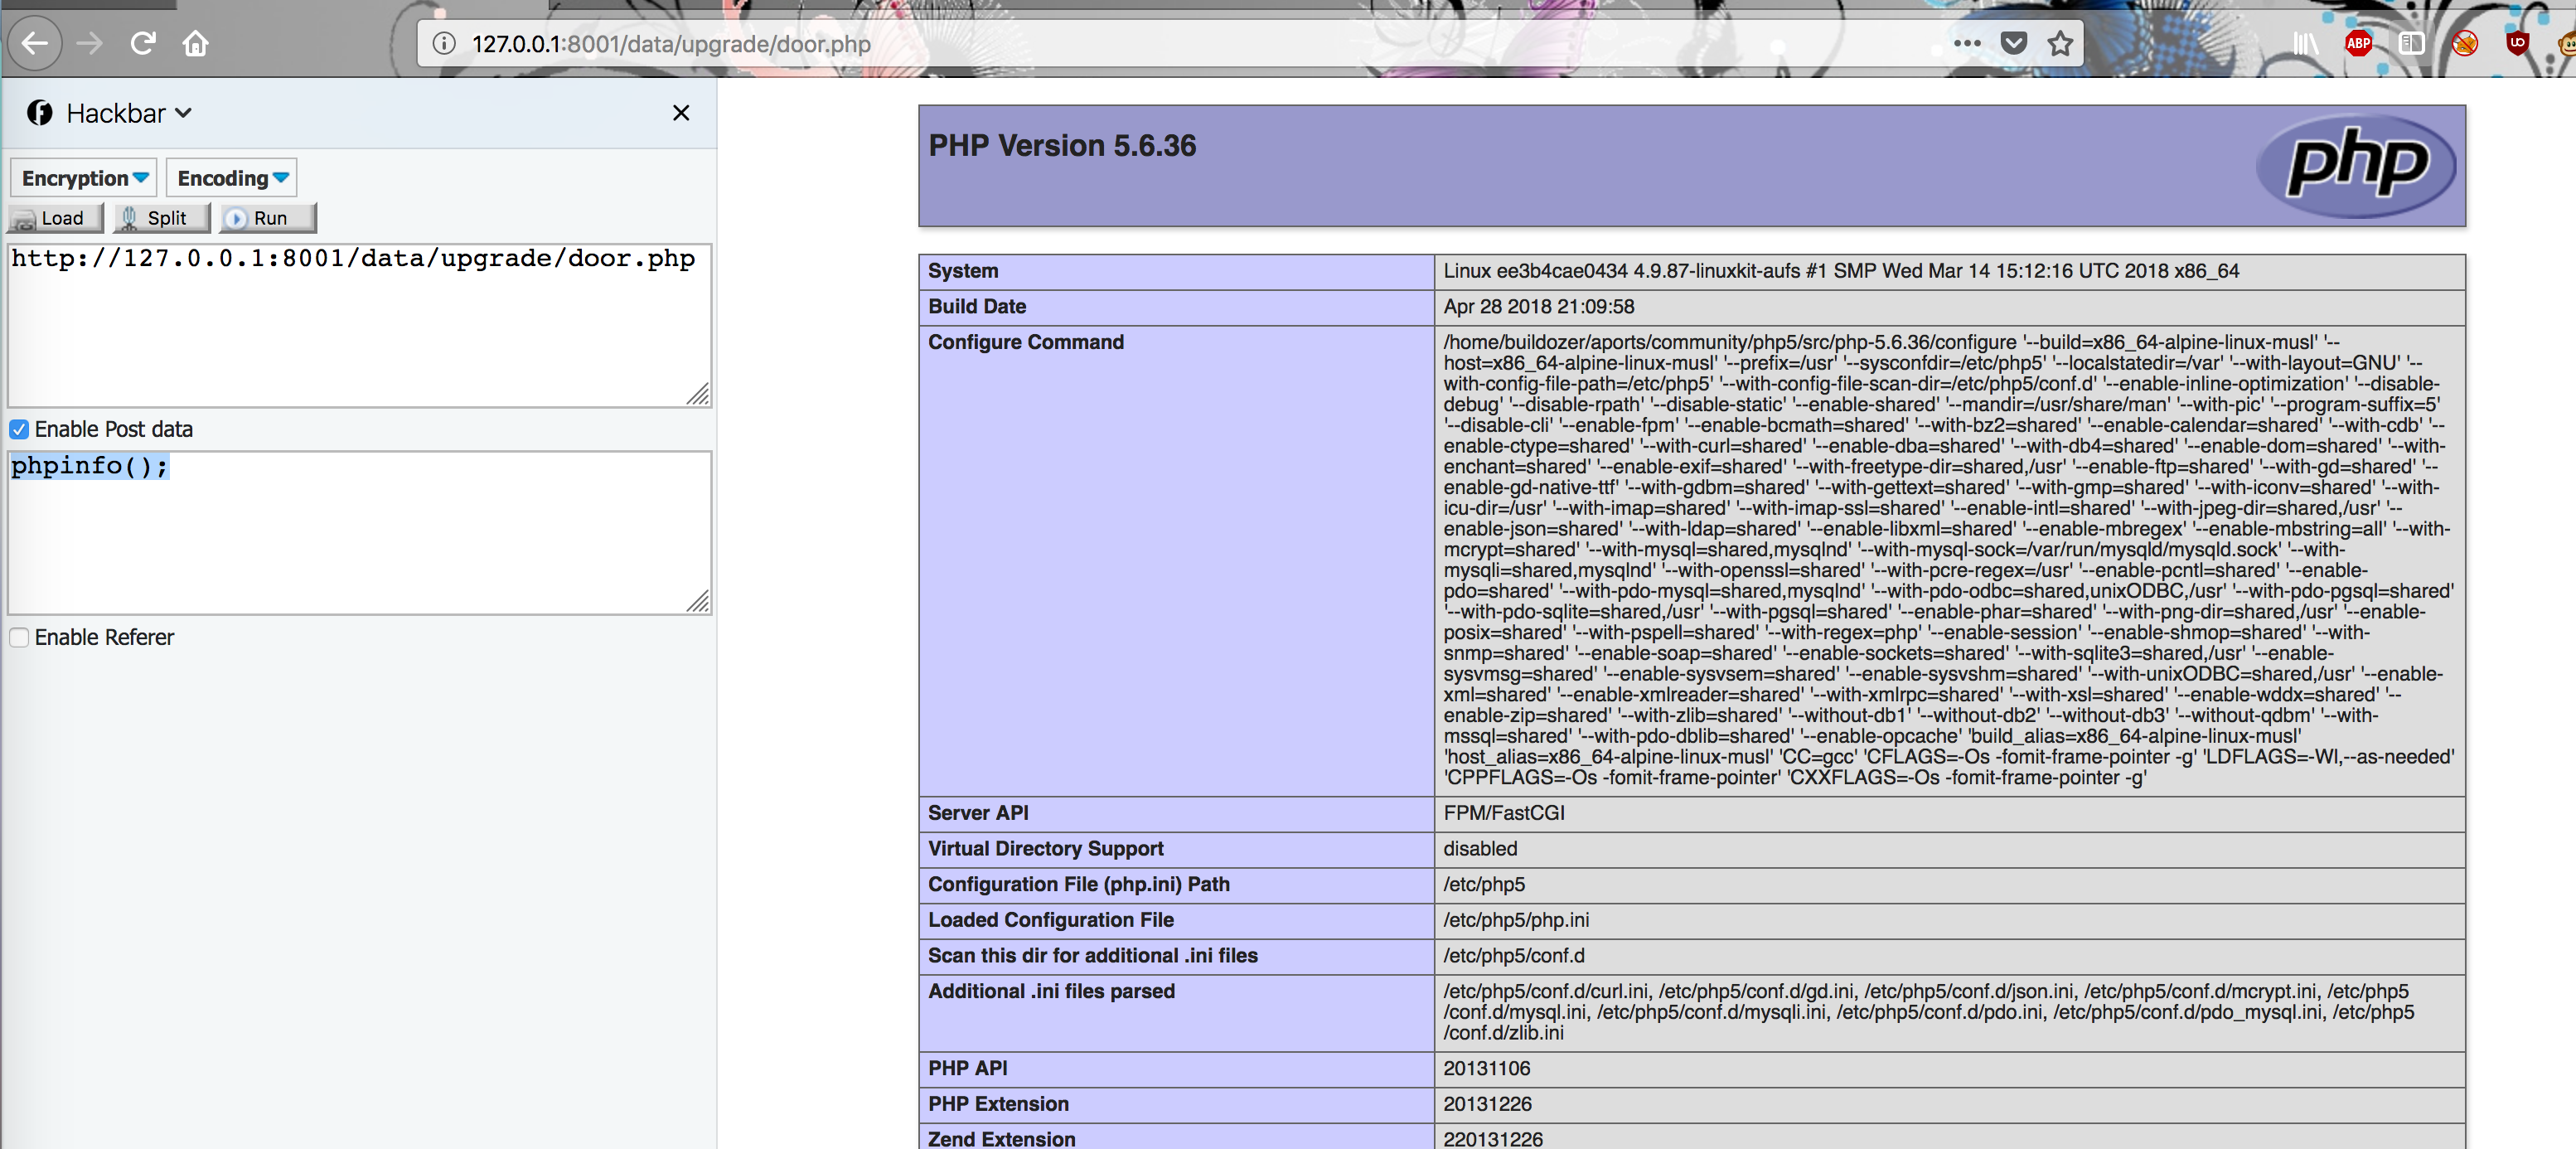 127.0.0.1:8001/data/upgrade/door.php
ABP
Hackbar
Encryption
Encoding
Load
Split
Run
http://127.0.0.1:8001/data/upgrade/door.php
Enable Post data
phpinfo();
Enable Referer
PHP Version 5.6.36
php
System
Linux ee3b4cae0434 4.9.87-linuxkit-aufs #1 SMP Wed Mar 14 15:12:16 UTC 2018 x86_64
Build Date
Apr 28 2018 21:09:58
Configure Command
/home/buildozer/aports/community/php5/src/php-5.6.36/configure '--build=x86_64-alpine-linux-musl' '--
host=x86_64-alpine-linux-musl' '--prefix=/usr' '--sysconfdir=/etc/php5' '--localstatedir=/var' '--with-layout=GNU' '--
with-config-file-path=/etc/php5' '--with-config-file-scan-dir=/etc/php5/conf.d' '--enable-inline-optimization' '--disable-
debug' '--disable-rpath' '--disable-static' '--enable-shared' '--mandir=/usr/share/man' '--with-pic' '--program-suffix=5'
'--disable-cli' '--enable-fpm' '--enable-bcmath=shared' '--with-bz2=shared' '--enable-calendar=shared' '--with-cdb' '--
enable-ctype=shared' '--with-curl=shared' '--enable-dba=shared' '--with-db4=shared' '--enable-dom=shared' '--with-
enchant=shared' '--enable-exif=shared' '--with-freetype-dir=shared,/usr' '--enable-ftp=shared' '--with-gd=shared' '--
enable-gd-native-ttf' '--with-gdbm=shared' '--with-gettext=shared' '--with-gmp=shared' '--with-iconv=shared' '--with-
icu-dir=/usr' '--with-imap=shared' '--with-imap-ssl=shared' '--enable-intl=shared' '--with-jpeg-dir=shared,/usr' '--
enable-json=shared' '--with-ldap=shared' '--enable-libxml=shared' '--enable-mbregex' '--enable-mbstring=all' '--with-
mcrypt=shared' '--with-mysql=shared,mysqlnd' '--with-mysql-sock=/var/run/mysqld/mysqld.sock' '--with-
mysqli=shared,mysqlnd' '--with-openssl=shared' '--with-pcre-regex=/usr' '--enable-pcntl=shared' '--enable-
pdo=shared' '--with-pdo-mysql=shared,mysqlnd' '--with-pdo-odbc=shared,unixODBC,/usr' '--with-pdo-pgsql=shared'
'--with-pdo-sqlite=shared,/usr' '--with-pgsql=shared' '--enable-phar=shared' '--with-png-dir=shared,/usr' '--enable-
posix=shared' '--with-pspell=shared' '--with-regex=php' '--enable-session' '--enable-shmop=shared' '--with-
snmp=shared' '--enable-soap=shared' '--enable-sockets=shared' '--with-sqlite3=shared,/usr' '--enable-
sysvmsg=shared' '--enable-sysvsem=shared' '--enable-sysvshm=shared' '--with-unixODBC=shared,/usr' '--enable-
xml=shared' '--enable-xmlreader=shared' '--with-xmlrpc=shared' '--with-xsl=shared' '--enable-wddx=shared' '--
enable-zip=shared' '--with-zlib=shared' '--without-db1' '--without-db2' '--without-db3' '--without-qdbm' '--with-
mssql=shared' '--with-pdo-dblib=shared' '--enable-opcache' 'build_alias=x86_64-alpine-linux-musl'
'host_alias=x86_64-alpine-linux-musl' 'CC=gcc' 'CFLAGS=-Os -fomit-frame-pointer -g' 'LDFLAGS=-Wl,--as-needed'
'CPPFLAGS=-Os -fomit-frame-pointer' 'CXXFLAGS=-Os -fomit-frame-pointer -g'
Server API
FPM/FastCGI
Virtual Directory Support
disabled
Configuration File (php.ini) Path
/etc/php5
Loaded Configuration File
/etc/php5/php.ini
Scan this dir for additional .ini files
/etc/php5/conf.d
Additional .ini files parsed
/etc/php5/conf.d/curl.ini, /etc/php5/conf.d/gd.ini, /etc/php5/conf.d/json.ini, /etc/php5/conf.d/mcrypt.ini, /etc/php5
/conf.d/mysql.ini, /etc/php5/conf.d/mysqli.ini, /etc/php5/conf.d/pdo.ini, /etc/php5/conf.d/pdo_mysql.ini, /etc/php5
/conf.d/zlib.ini
PHP API
20131106
PHP Extension
20131226
Zend Extension
220131226